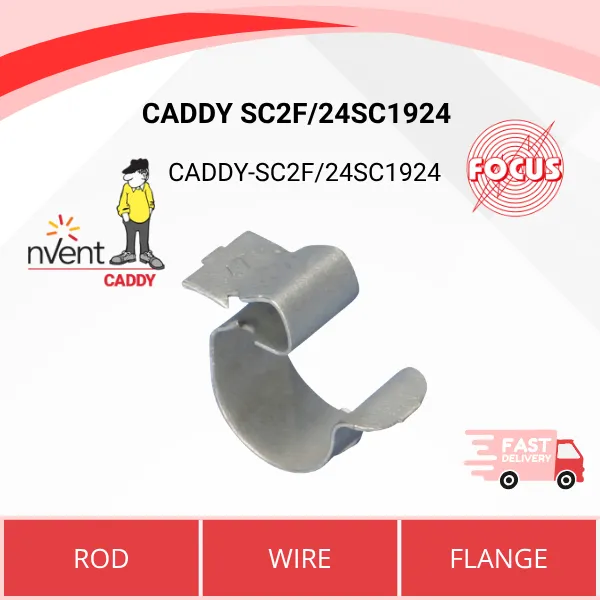 CADDY SC2F/24SC1924
CADDY-SC2F/24SC1924
FOCUS
nVent
CADDY
FAST
DELIVERY
ROD
WIRE
FLANGE